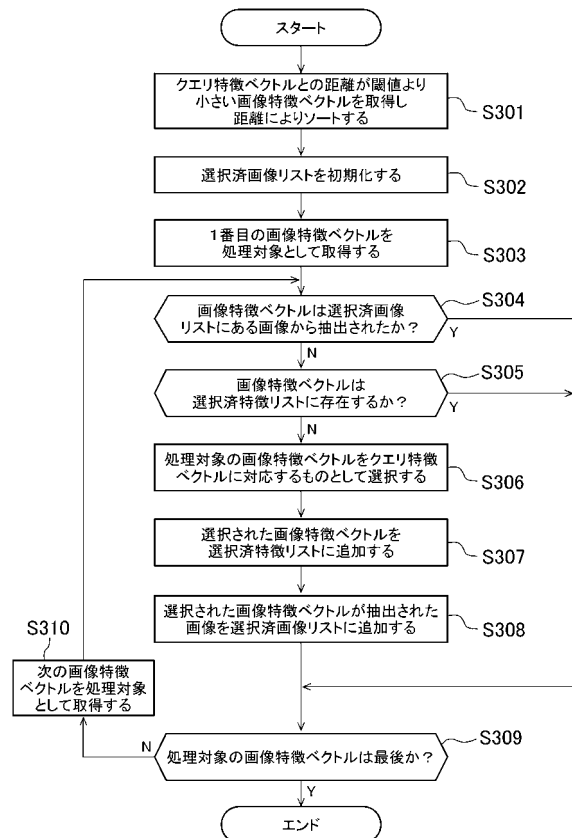 スタート
クエリ特徴ベクトルとの距離が閾値より
小さい画像特徴ベクトルを取得し
距離によりソートする
S301
選択済画像リストを初期化する
S302
1番目の画像特徴ベクトルを
処理対象として取得する
S303
画像特徴ベクトルは選択済画像
リストにある画像から抽出されたか?
S304
Y
N
画像特徴ベクトルは
選択済特徴リストに存在するか?
S305
Y
N
処理対象の画像特徴ベクトルをクエリ特徴
ベクトルに対応するものとして選択する
S306
選択された画像特徴ベクトルを
選択済特徴リストに追加する
S307
選択された画像特徴ベクトルが抽出された
画像を選択済画像リストに追加する
S308
S310
次の画像特徴
ベクトルを処理対象
として取得する
N
処理対象の画像特徴ベクトルは最後か?
S309
Y
エンド